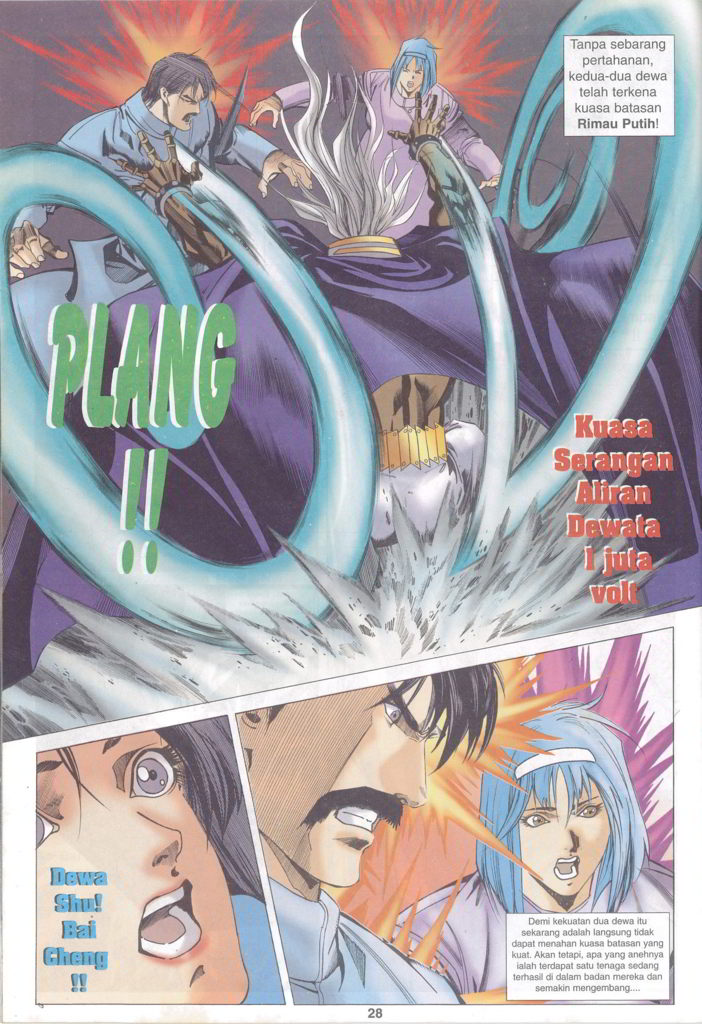 Tanpa sebarang
pertahanan,
kedua-dua dewa
telah terkena
kuasa batasan
Rimau Putih!
PLANG
!!
Kuasa
Serangan
Aliran
Dewata
1 juta
volt
Dewa
Shu!
Bai
Cheng
!!
Demi kekuatan dua dewa itu
sekarang adalah langsung tidak
dapat menahan kuasa batasan yang
kuat. Akan tetapi, apa yang anehnya
ialah terdapat satu tenaga sedang
terhasil di dalam badan mereka dan
semakin mengembang....
28